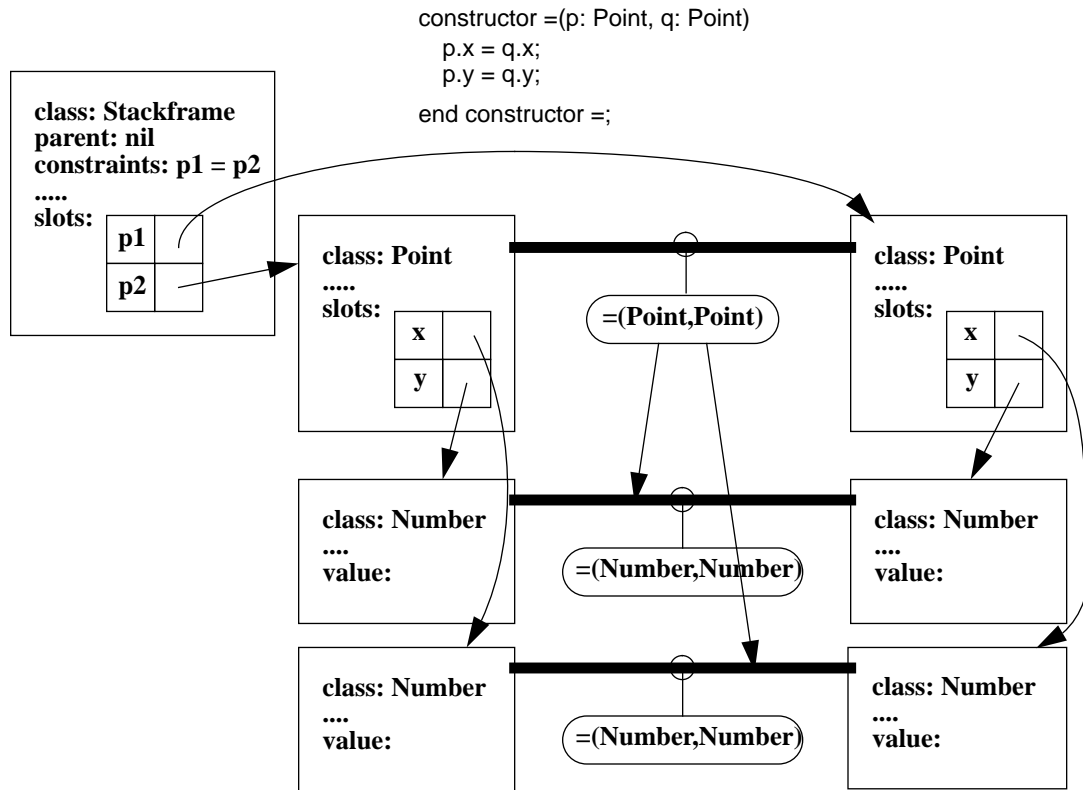 constructor =(p: Point, q: Point)
p.x = q.x;
p.y = q.y;
end constructor =;
class: Stackframe
parent: nil
constraints: p1 = p2
.....
slots:
p1
p2
class: Point
.....
slots:
x
y
=(Point,Point)
class: Point
.....
slots:
x
y
class: Number
....
value:
=(Number,Number)
class: Number
....
value:
class: Number
....
value:
=(Number,Number)
class: Number
....
value: